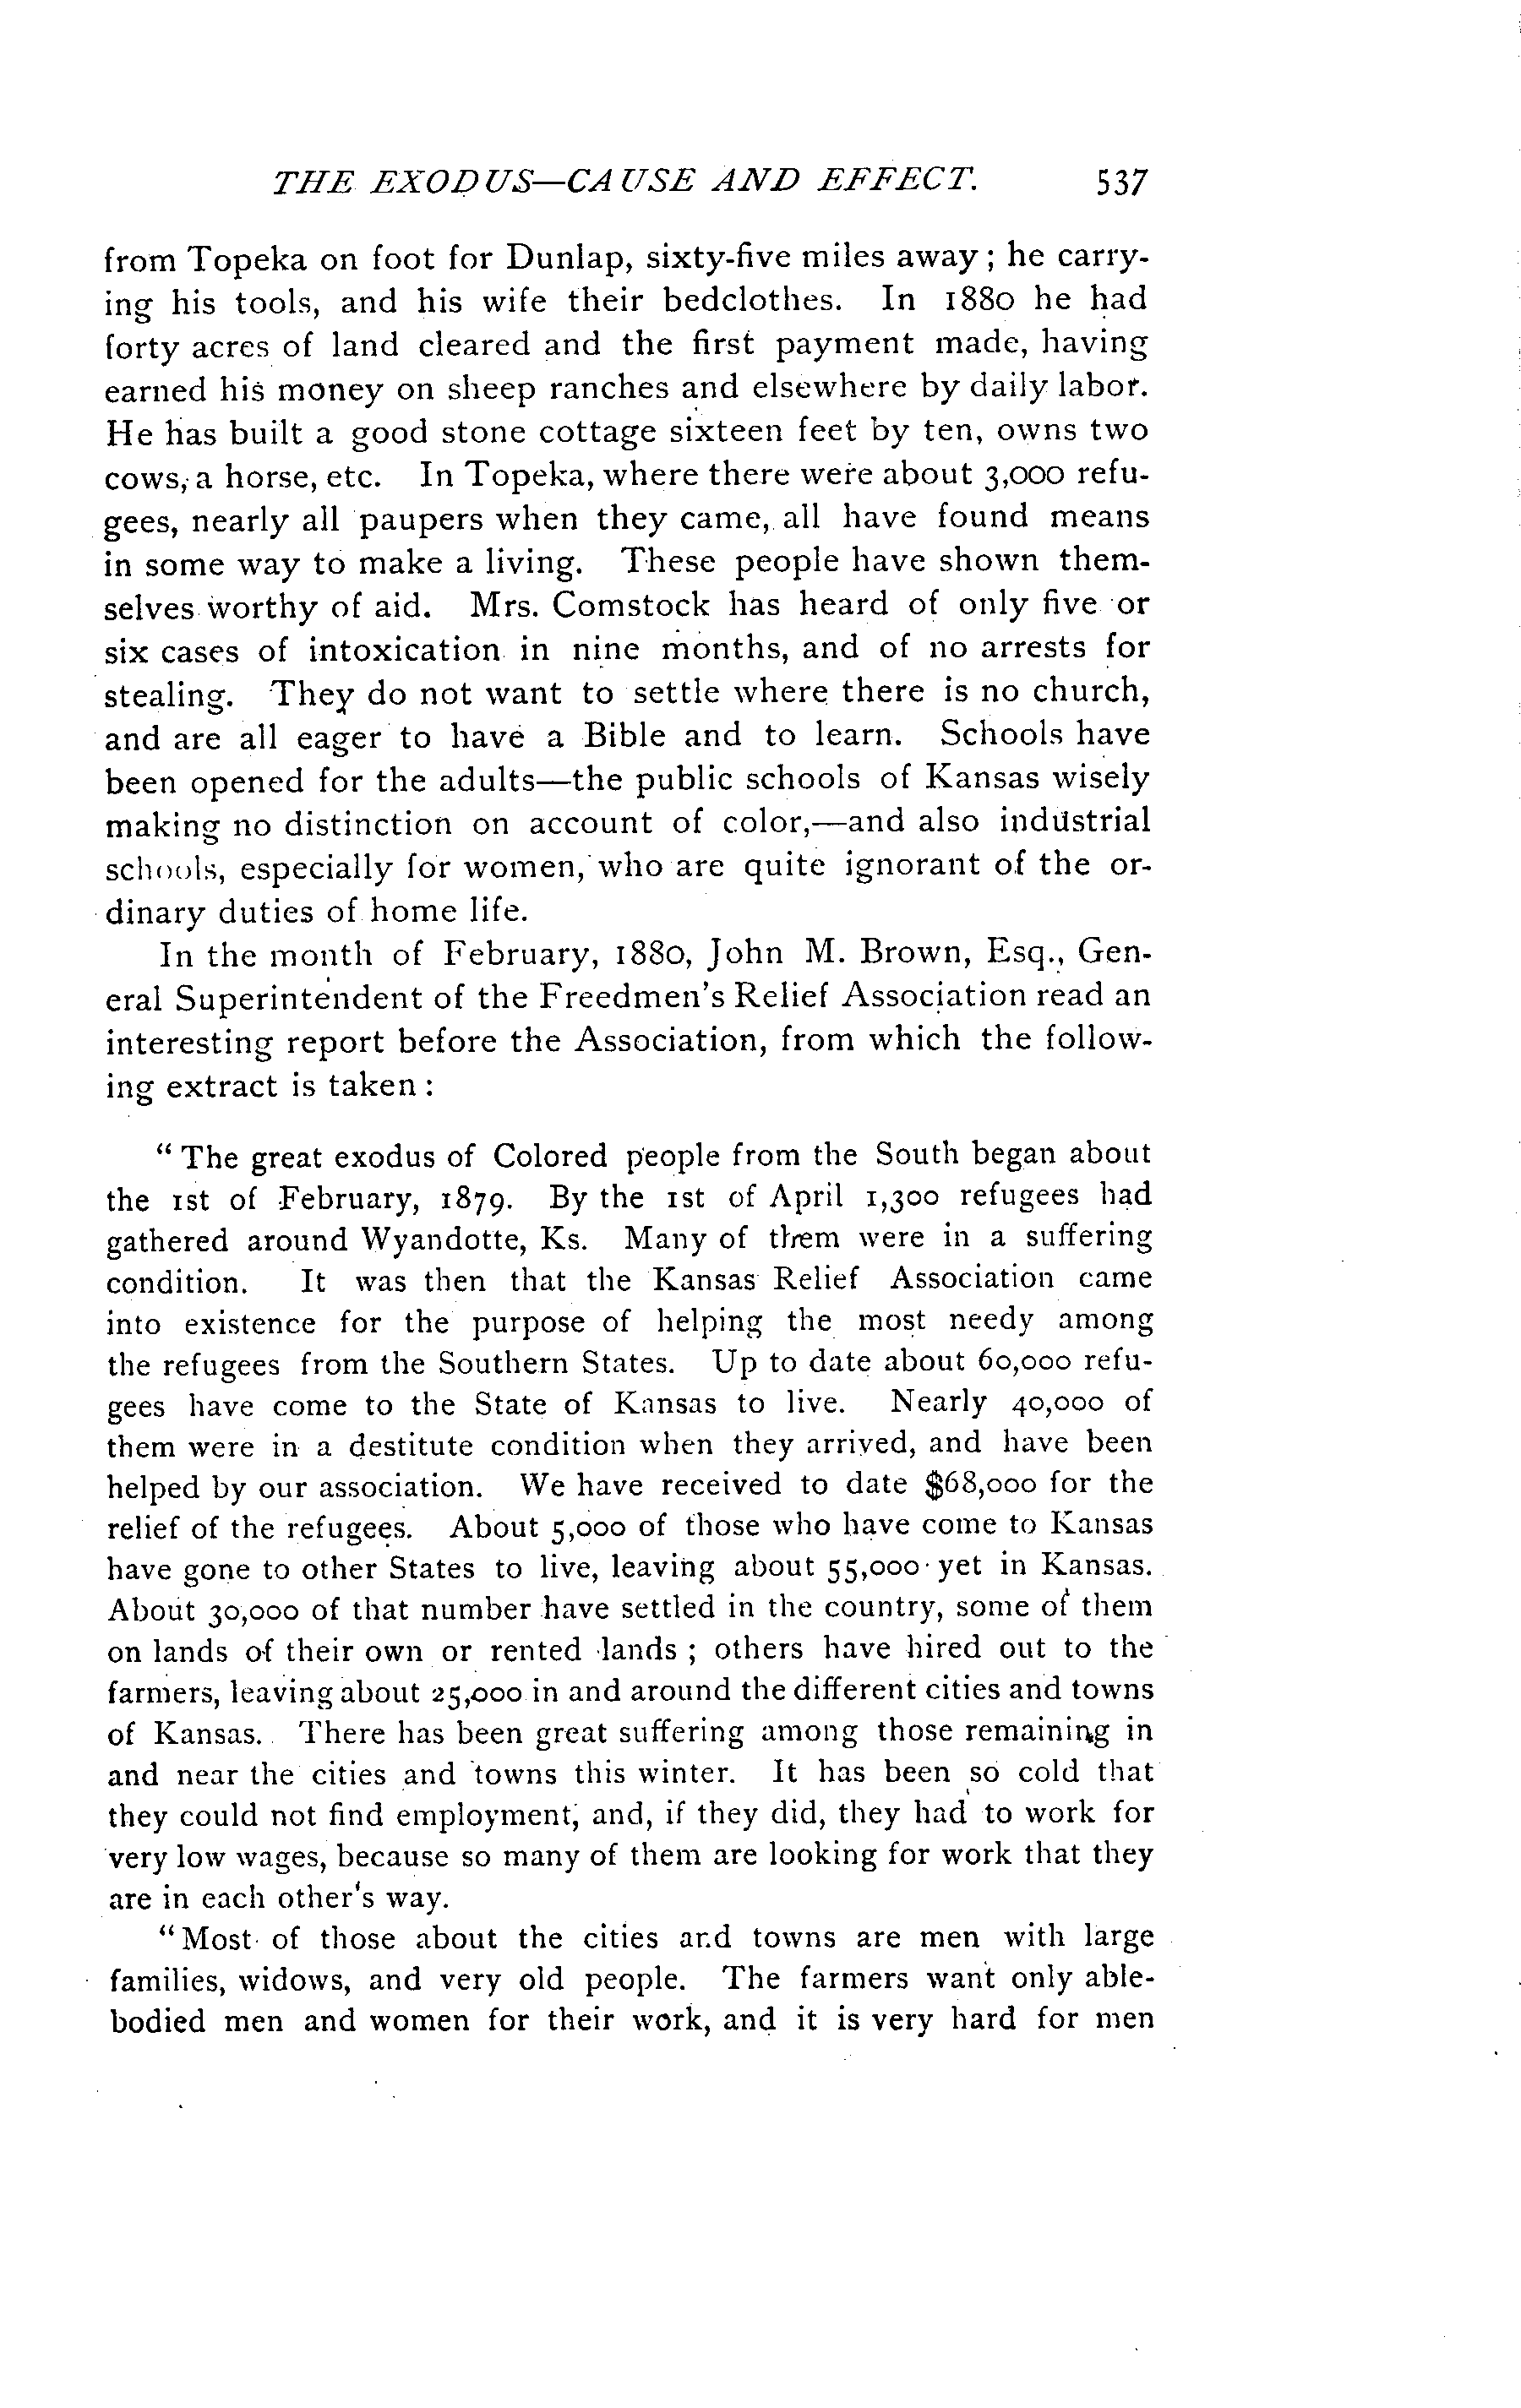 THE EXODUS—CAUSE AND EFFECT. 537
from Topeka on foot for Dunlap, sixty-five miles away; he carry-
ing his tools, and his wife their bedclothes. In 1880 he had
forty acres of land cleared and the first payment made, having
earned his money on sheep ranches and elsewhere by daily labor.
He has built a good stone cottage sixteen feet by ten, owns two
cows, a horse, etc. In Topeka, where there were about 3,000 refu-
gees, nearly all paupers when they came, all have found means
in some way to make a living. These people have shown them-
selves worthy of aid. Mrs. Comstock has heard of only five or
six cases of intoxication in nine months, and of no arrests for
stealing. They do not want to settle where there is no church,
and are all eager to have a Bible and to learn. Schools have
been opened for the adults—the public schools of Kansas wisely
making no distinction on account of color,—and also industrial
schools, especially for women, who are quite ignorant of the or-
dinary duties of home life.
In the month of February, 1880, John M. Brown, Esq., Gen-
eral Superintendent of the Freedmen's Relief Association read an
interesting report before the Association, from which the follow-
ing extract is taken:
"The great exodus of Colored people from the South began about
the 1st of February, 1879. By the 1st of April 1,300 refugees had
gathered around Wyandotte, Ks. Many of them were in a suffering
condition. It was then that the Kansas Relief Association came
into existence for the purpose of helping the most needy among
the refugees from the Southern States. Up to date about 60,000 refu-
gees have come to the State of Kansas to live. Nearly 40,000 of
them were in a destitute condition when they arrived, and have been
helped by our association. We have received to date $68,000 for the
relief of the refugees. About 5,000 of those who have come to Kansas
have gone to other States to live, leaving about 55,000 yet in Kansas.
About 30,000 of that number have settled in the country, some of them
on lands of their own or rented lands; others have hired out to the
farmers, leaving about 25,000 in and around the different cities and towns
of Kansas. There has been great suffering among those remaining in
and near the cities and towns this winter. It has been so cold that
they could not find employment, and, if they did, they had to work for
very low wages, because so many of them are looking for work that they
are in each other's way.
"Most of those about the cities and towns are men with large
families, widows, and very old people. The farmers want only able-
bodied men and women for their work, and it is very hard for men